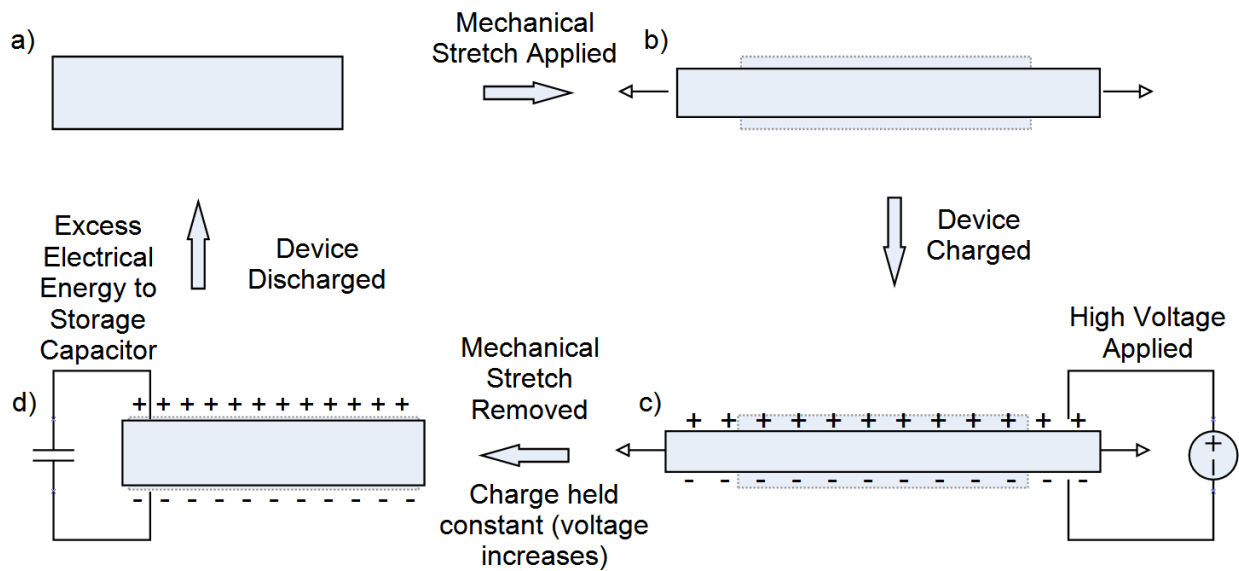 a)
Mechanical
Stretch Applied
b)
Excess
Electrical
Energy to
Storage
Capacitor
Device
Discharged
Device
Charged
High Voltage
Applied
d)
+ + + + + + + + + + + +
- - - - - - - - - - -
Mechanical
Stretch
Removed
Charge held
constant (voltage
increases)
c)
+ + + + + + + + + + + +
- - - - - - - - - - -
+
–